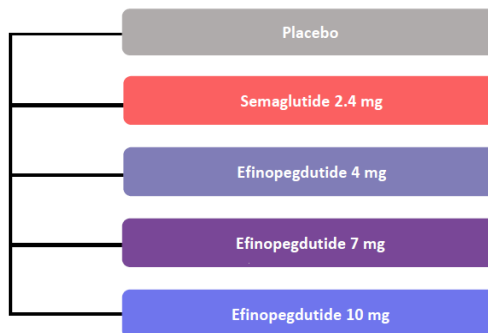 Placebo
Semaglutide 2.4 mg
Efinopegdutide 4 mg
Efinopegdutide 7 mg
Efinopegdutide 10 mg